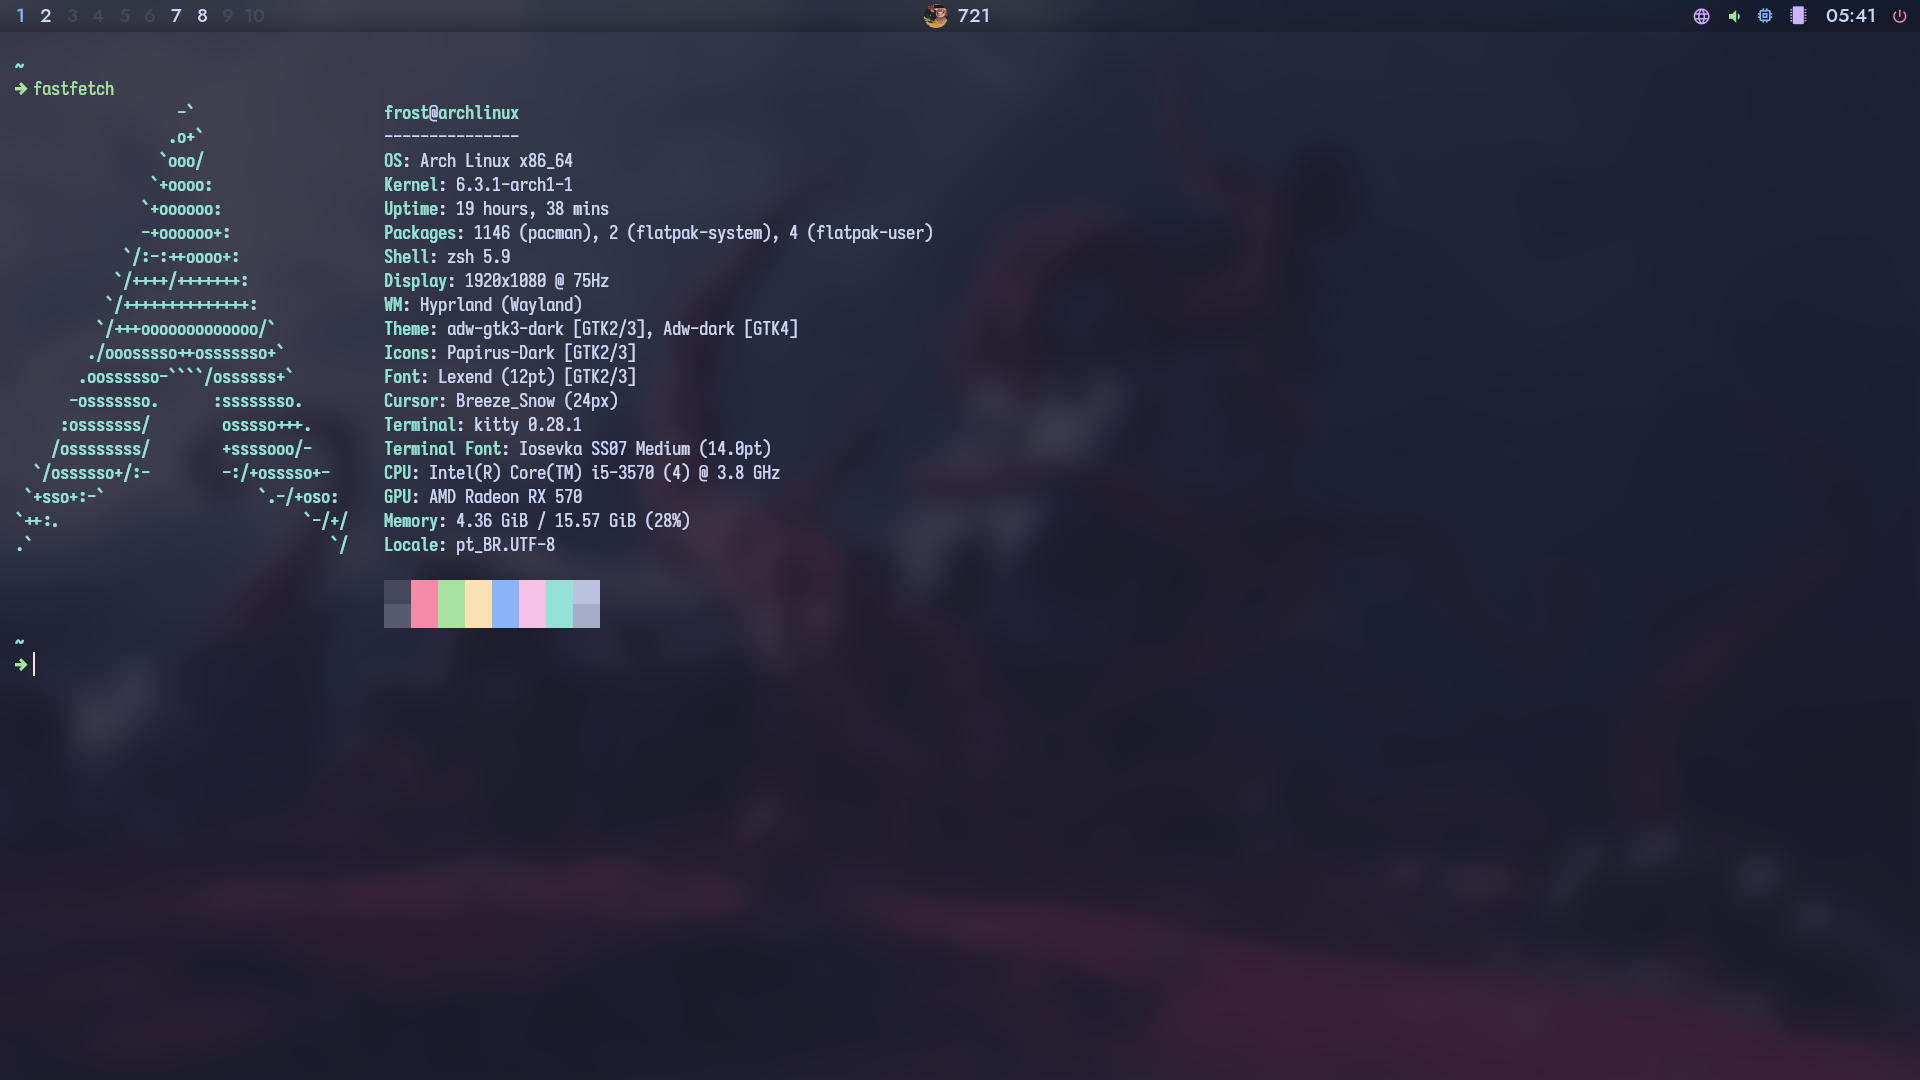 1 2 3 4 5 6 7 8 9 10 721 05:41
~
➜ fastfetch
-`
.o+`
`ooo/
`+oooo:
`+oooooo:
-+oooooo+:
`/:-:++oooo+:
`/++++/+++++++:
`/++++++++++++++:
`/+++ooooooooooooo/`
./ooosssso++osssssso+`
.oossssso-````/ossssss+`
-osssssso. :ssssssso.
:osssssss/ osssso+++.
/ossssssss/ +ssssooo/-
`/ossssso+/:- -:/+osssso+-
`+sso+:-` `.-/+oso:
`++:. `-/+/
.` `/
frost@archlinux
---------------
OS: Arch Linux x86_64
Kernel: 6.3.1-arch1-1
Uptime: 19 hours, 38 mins
Packages: 1146 (pacman), 2 (flatpak-system), 4 (flatpak-user)
Shell: zsh 5.9
Display: 1920x1080 @ 75Hz
WM: Hyprland (Wayland)
Theme: adw-gtk3-dark [GTK2/3], Adw-dark [GTK4]
Icons: Papirus-Dark [GTK2/3]
Font: Lexend (12pt) [GTK2/3]
Cursor: Breeze_Snow (24px)
Terminal: kitty 0.28.1
Terminal Font: Iosevka SS07 Medium (14.0pt)
CPU: Intel(R) Core(TM) i5-3570 (4) @ 3.8 GHz
GPU: AMD Radeon RX 570
Memory: 4.36 GiB / 15.57 GiB (28%)
Locale: pt_BR.UTF-8
~
➜